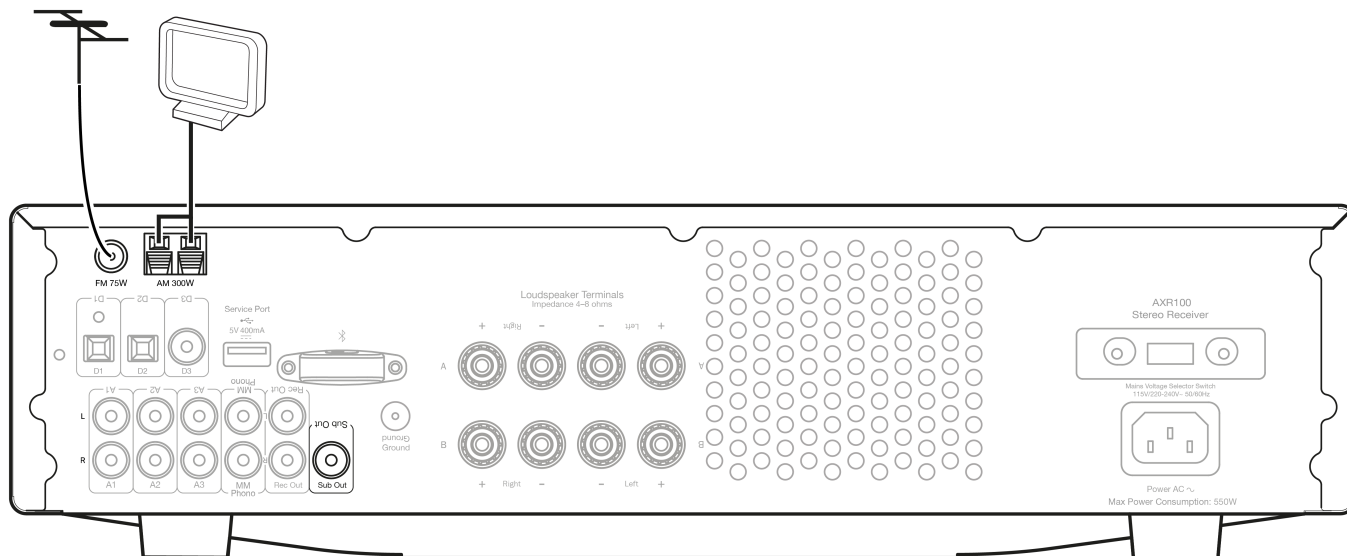 FM 75W
AM 300W
D1
D2
D3
D1
D2
D3
Service Port
5V 400mA
A1
A2
A3
MM
Phono
Rec Out
L
R
L
R
A1
A2
A3
MM
Phono
Rec Out
Sub Out
Sub Out
Ground
Ground
Loudspeaker Terminals
Impedance 4–8 ohms
+ Right − − Left +
A
A
B
B
+ Right − − Left +
AXR100
Stereo Receiver
Mains Voltage Selector Switch
115V/220-240V~ 50/60Hz
Power AC ~
Max Power Consumption: 550W